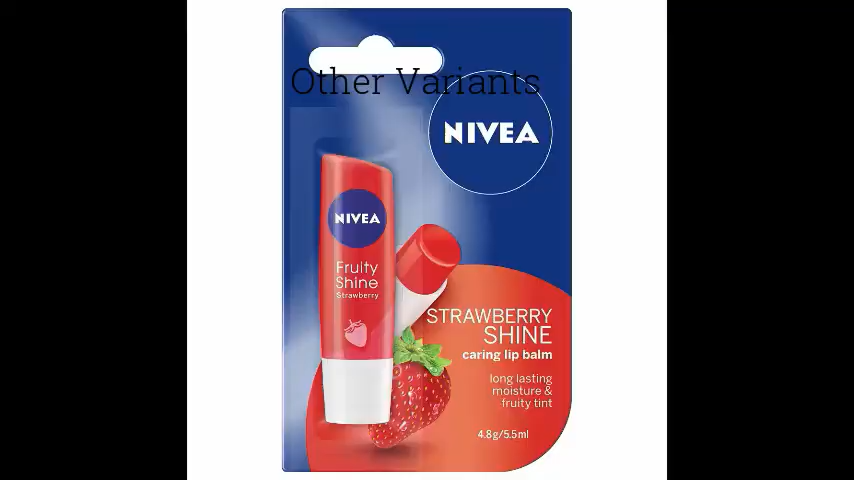 Other Variants
NIVEA
NIVEA
Fruity
Shine
Strawberry
STRAWBERRY
SHINE
caring lip balm
long lasting
moisture &
fruity tint
4.8g/5.5ml